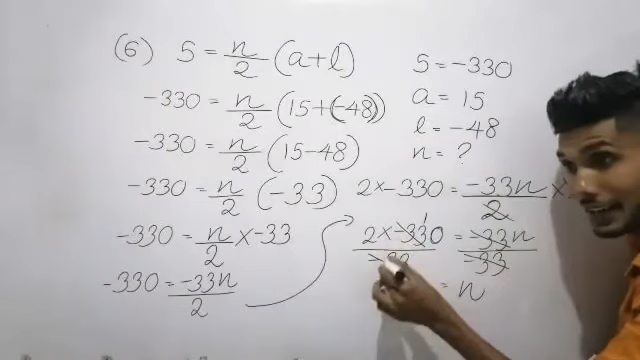 (6) S = n/2 (a+l)
-330 = n/2 (15+(-48))
-330 = n/2 (15-48)
-330 = n/2 (-33)
-330 = n/2 × -33
-330 = -33n/2
S = -330
a = 15
l = -48
n = ?
2 × -330 = -33n/2 ×
2 × -330/-33 = -33n/-33
= n